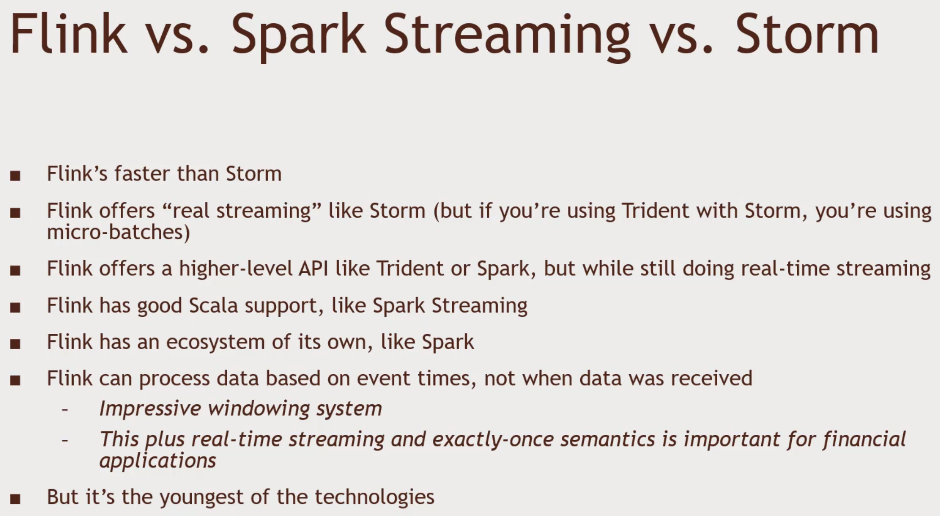 Flink vs. Spark Streaming vs. Storm
■ Flink’s faster than Storm
■ Flink offers “real streaming” like Storm (but if you’re using Trident with Storm, you’re using
micro-batches)
■ Flink offers a higher-level API like Trident or Spark, but while still doing real-time streaming
■ Flink has good Scala support, like Spark Streaming
■ Flink has an ecosystem of its own, like Spark
■ Flink can process data based on event times, not when data was received
– Impressive windowing system
– This plus real-time streaming and exactly-once semantics is important for financial
applications
■ But it’s the youngest of the technologies